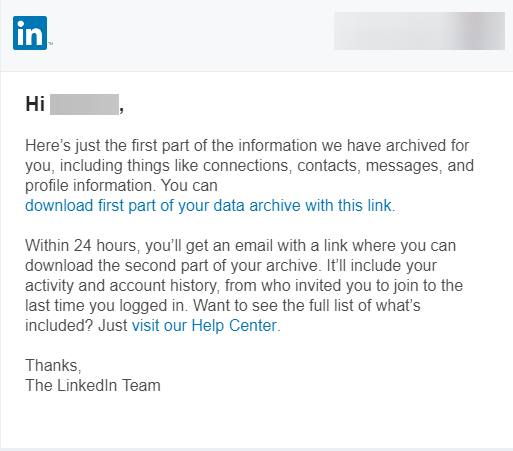 in
Hi ,
Here's just the first part of the information we have archived for
you, including things like connections, contacts, messages, and
profile information. You can
download first part of your data archive with this link.
Within 24 hours, you'll get an email with a link where you can
download the second part of your archive. It'll include your
activity and account history, from who invited you to join to the
last time you logged in. Want to see the full list of what's
included? Just visit our Help Center.
Thanks,
The LinkedIn Team